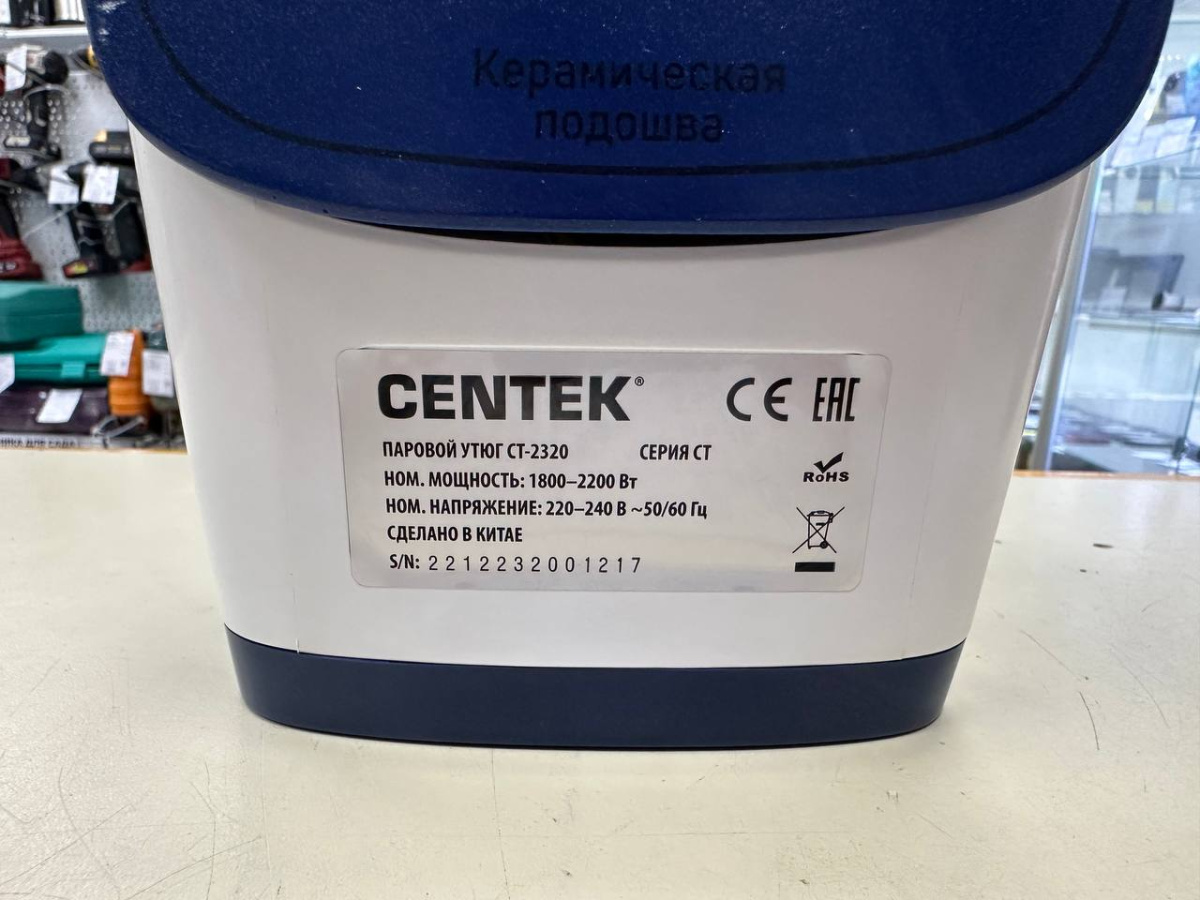 Керамическая
подошва
CENTEK®
CE EAC
ПАРОВОЙ УТЮГ CT-2320 СЕРИЯ CT
НОМ. МОЩНОСТЬ: 1800–2200 Вт
RoHS
НОМ. НАПРЯЖЕНИЕ: 220–240 В ~50/60 Гц
СДЕЛАНО В КИТАЕ
S/N: 2212232001217